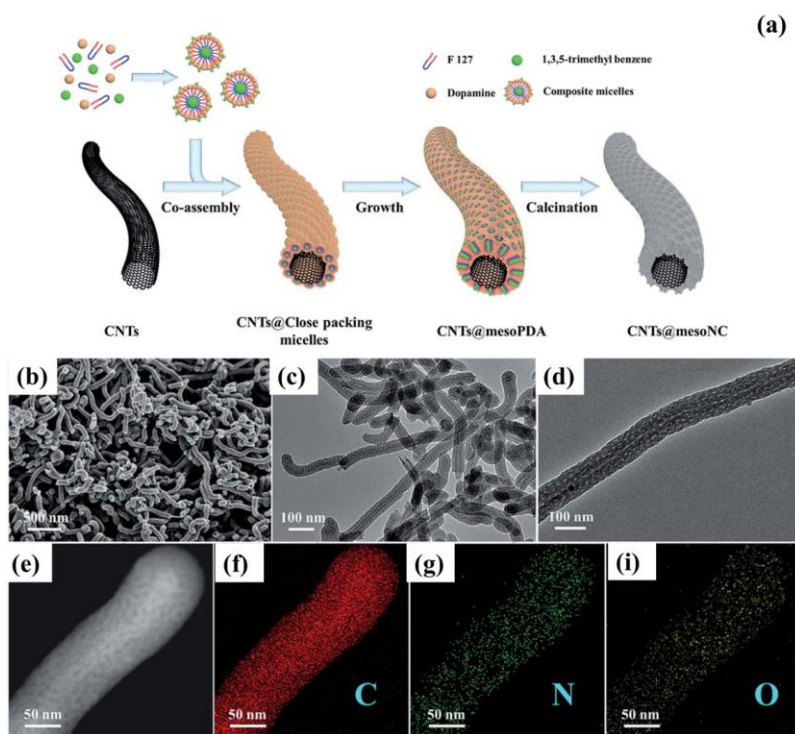 (a)
F 127
1,3,5-trimethyl benzene
Dopamine
Composite micelles
Co-assembly
Growth
Calcination
CNTs
CNTs@Close packing
micelles
CNTs@mesoPDA
CNTs@mesoNC
(b)
500 nm
(c)
100 nm
(d)
100 nm
(e)
50 nm
(f)
C
50 nm
(g)
N
50 nm
(i)
O
50 nm